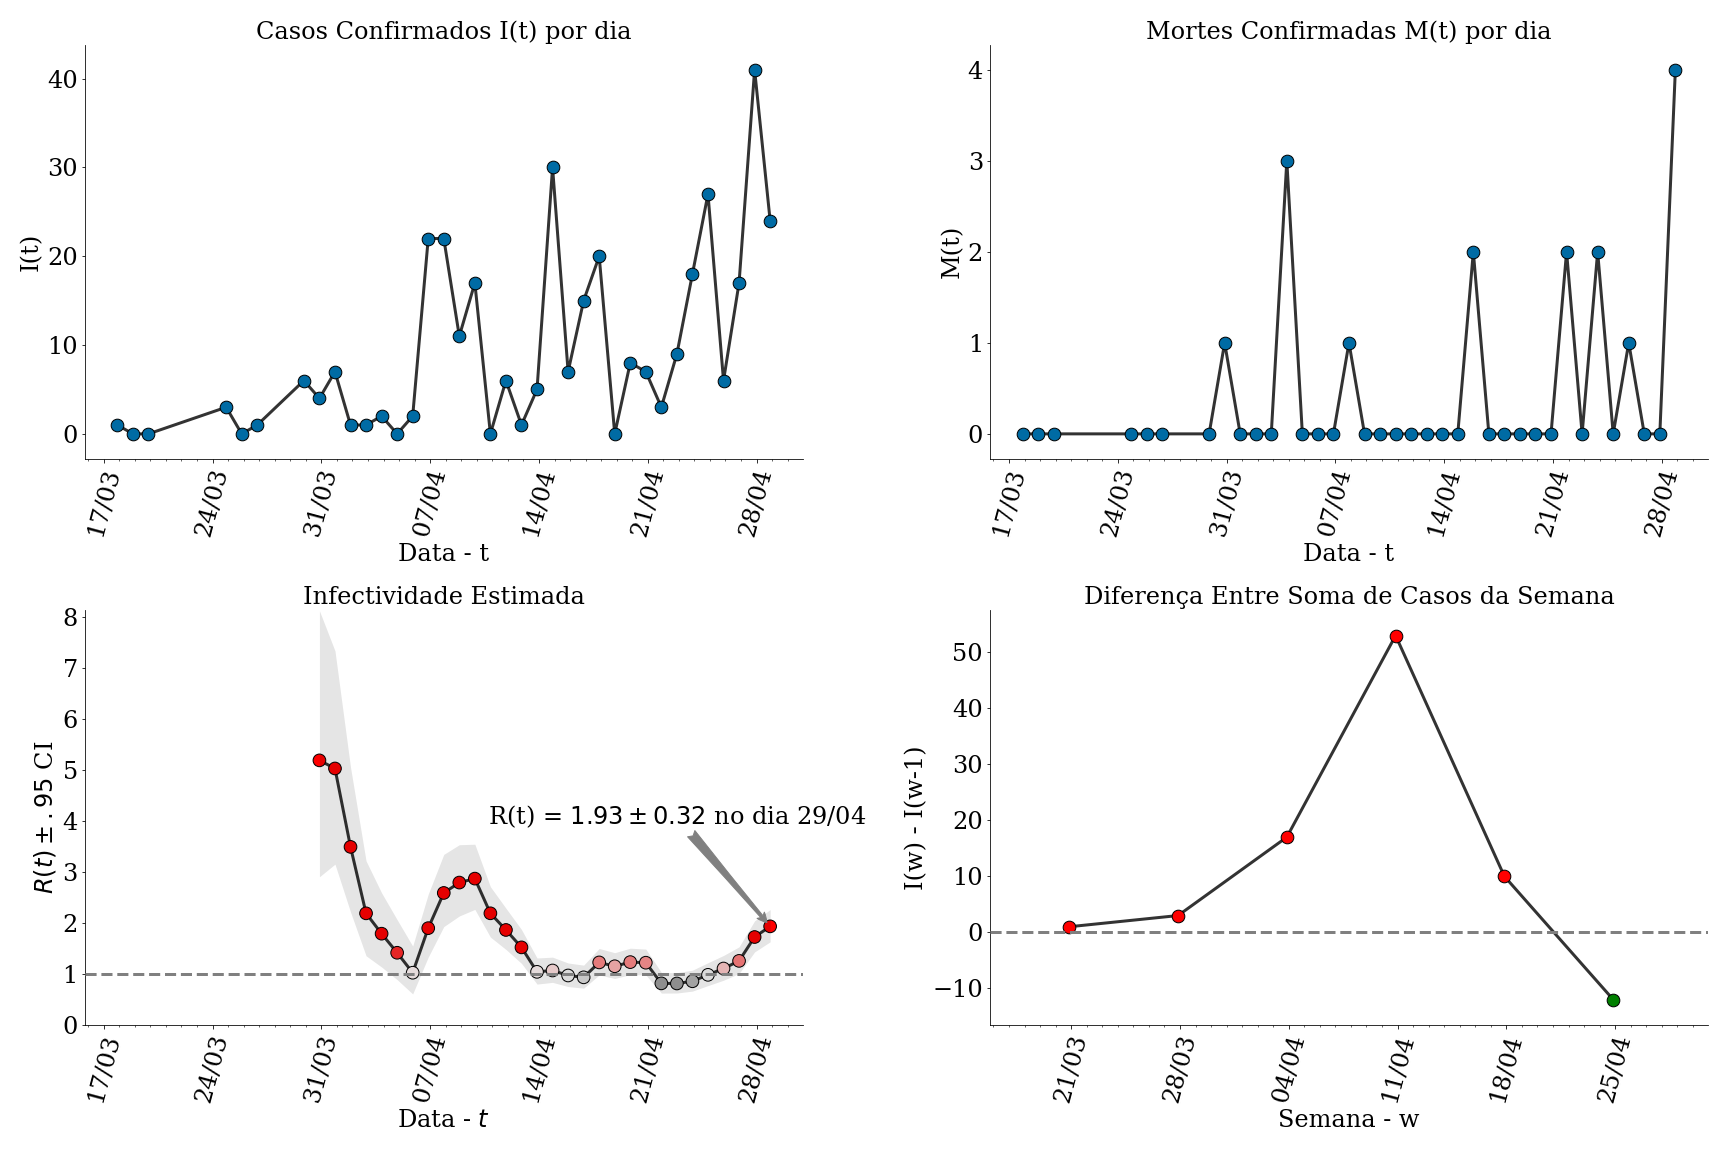 Casos Confirmados I(t) por dia
I(t)
40
30
20
10
0
17/03 24/03 31/03 07/04 14/04 21/04 28/04
Data - t
Mortes Confirmadas M(t) por dia
M(t)
4
3
2
1
0
17/03 24/03 31/03 07/04 14/04 21/04 28/04
Data - t
Infectividade Estimada
R(t) ± .95 CI
8
7
6
5
4
3
2
1
0
R(t) = 1.93 ± 0.32 no dia 29/04
17/03 24/03 31/03 07/04 14/04 21/04 28/04
Data - t
Diferença Entre Soma de Casos da Semana
I(w) - I(w-1)
50
40
30
20
10
0
−10
21/03 28/03 04/04 11/04 18/04 25/04
Semana - w